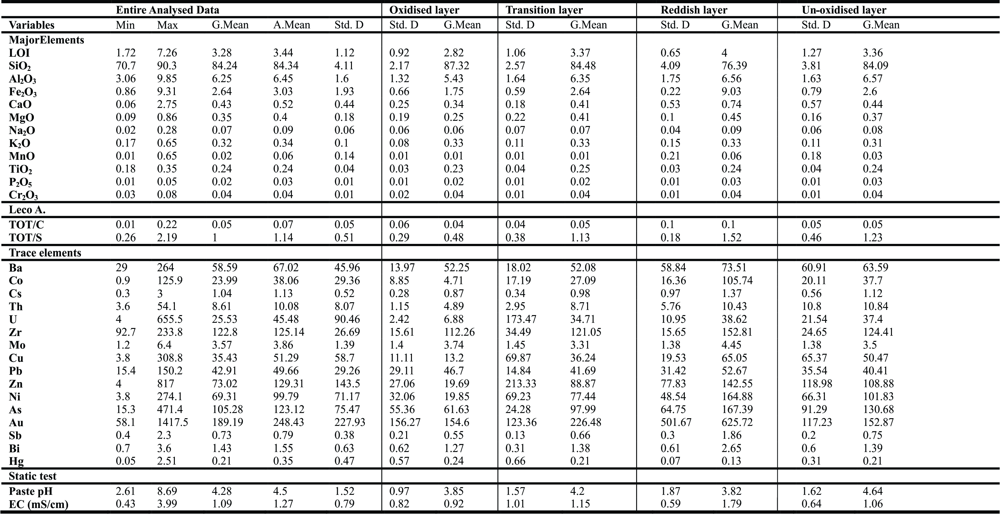 Entire Analysed Data Oxidised layer Transition layer Reddish layer Un-oxidised layer
Variables Min Max G.Mean A.Mean Std. D Std. D G.Mean Std. D G.Mean Std. D G.Mean Std. D G.Mean
MajorElements
LOI 1.72 7.26 3.28 3.44 1.12 0.92 2.82 1.06 3.37 0.65 4 1.27 3.36
SiO₂ 70.7 90.3 84.24 84.34 4.11 2.17 87.32 2.57 84.48 4.09 76.39 3.81 84.09
Al₂O₃ 3.06 9.85 6.25 6.45 1.6 1.32 5.43 1.64 6.35 1.75 6.56 1.63 6.57
Fe₂O₃ 0.86 9.31 2.64 3.03 1.93 0.66 1.75 0.59 2.64 0.22 9.03 0.79 2.6
CaO 0.06 2.75 0.43 0.52 0.44 0.25 0.34 0.18 0.41 0.53 0.74 0.57 0.44
MgO 0.09 0.86 0.35 0.4 0.18 0.19 0.25 0.22 0.41 0.1 0.45 0.16 0.37
Na₂O 0.02 0.28 0.07 0.09 0.06 0.06 0.06 0.07 0.07 0.04 0.09 0.06 0.08
K₂O 0.17 0.65 0.32 0.34 0.1 0.08 0.33 0.11 0.33 0.15 0.33 0.11 0.31
MnO 0.01 0.65 0.02 0.06 0.14 0.01 0.01 0.01 0.01 0.21 0.06 0.18 0.03
TiO₂ 0.18 0.35 0.24 0.24 0.04 0.03 0.23 0.04 0.25 0.03 0.24 0.04 0.24
P₂O₅ 0.01 0.05 0.02 0.03 0.01 0.01 0.02 0.01 0.02 0.01 0.03 0.01 0.03
Cr₂O₃ 0.03 0.08 0.04 0.04 0.01 0.02 0.04 0.01 0.04 0.01 0.04 0.01 0.04
Leco A.
TOT/C 0.01 0.22 0.05 0.07 0.05 0.06 0.04 0.04 0.05 0.1 0.1 0.05 0.05
TOT/S 0.26 2.19 1 1.14 0.51 0.29 0.48 0.38 1.13 0.18 1.52 0.46 1.23
Trace elements
Ba 29 264 58.59 67.02 45.96 13.97 52.25 18.02 52.08 58.84 73.51 60.91 63.59
Co 0.9 125.9 23.99 38.06 29.36 8.85 4.71 17.19 27.09 16.36 105.74 20.11 37.7
Cs 0.3 3 1.04 1.13 0.52 0.28 0.87 0.34 0.98 0.97 1.37 0.56 1.12
Th 3.6 54.1 8.61 10.08 8.07 1.15 4.89 2.95 8.71 5.76 10.43 10.8 10.84
U 4 655.5 25.53 45.48 90.46 2.42 6.88 173.47 34.71 10.95 38.62 21.54 37.4
Zr 92.7 233.8 122.8 125.14 26.69 15.61 112.26 34.49 121.05 15.65 152.81 24.65 124.41
Mo 1.2 6.4 3.57 3.86 1.39 1.4 3.74 1.45 3.31 1.38 4.45 1.38 3.5
Cu 3.8 308.8 35.43 51.29 58.7 11.11 13.2 69.87 36.24 19.53 65.05 65.37 50.47
Pb 15.4 150.2 42.91 49.66 29.26 29.11 46.7 14.84 41.69 31.42 52.67 35.54 40.41
Zn 4 817 73.02 129.31 143.5 27.06 19.69 213.33 88.87 77.83 142.55 118.98 108.88
Ni 3.8 274.1 69.31 99.79 71.17 32.06 19.85 69.23 77.44 48.54 164.88 66.31 101.83
As 15.3 471.4 105.28 123.12 75.47 55.36 61.63 24.28 97.99 64.75 167.39 91.29 130.68
Au 58.1 1417.5 189.19 248.43 227.93 156.27 154.6 123.36 226.48 501.67 625.72 117.23 152.87
Sb 0.4 2.3 0.73 0.79 0.38 0.21 0.55 0.13 0.66 0.3 1.86 0.2 0.75
Bi 0.7 3.6 1.43 1.55 0.63 0.62 1.27 0.31 1.38 0.61 2.65 0.6 1.39
Hg 0.05 2.51 0.21 0.35 0.47 0.57 0.24 0.66 0.21 0.07 0.13 0.31 0.21
Static test
Paste pH 2.61 8.69 4.28 4.5 1.52 0.97 3.85 1.57 4.2 1.87 3.82 1.62 4.64
EC (mS/cm) 0.43 3.99 1.09 1.27 0.79 0.82 0.92 1.01 1.15 0.59 1.79 0.64 1.06